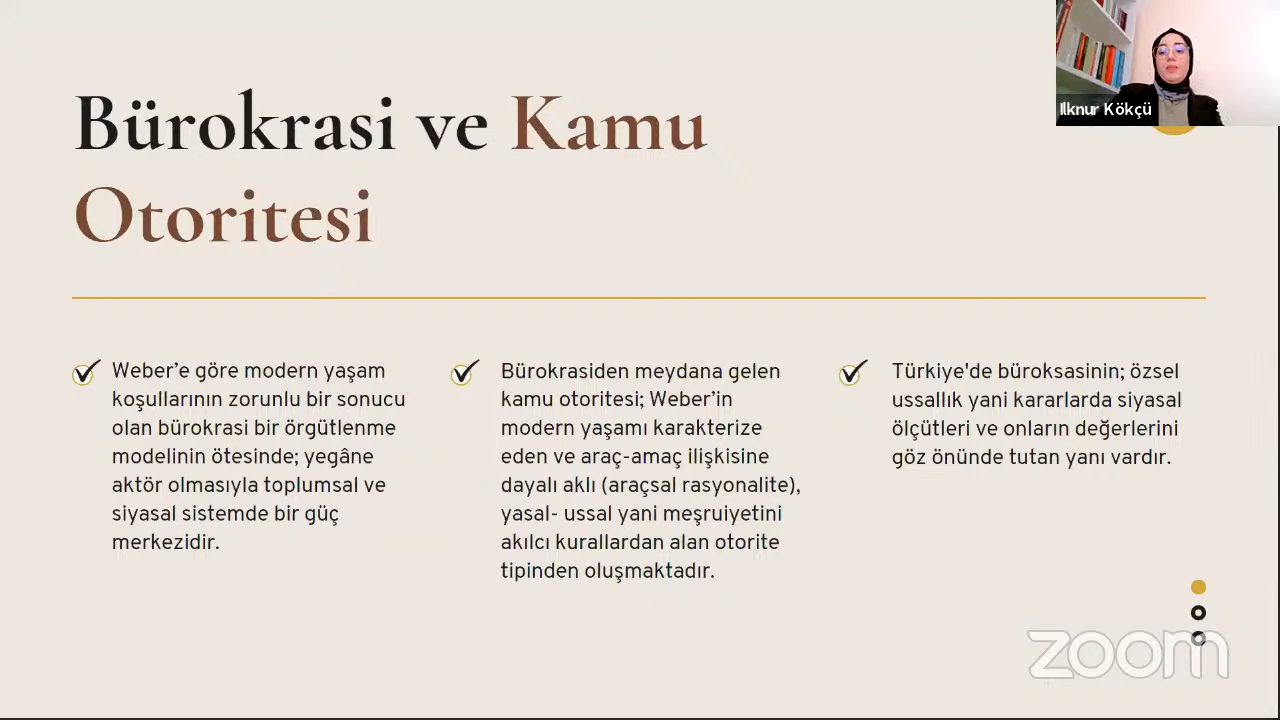 Ilknur Kökçü
Bürokrasi ve Kamu
Otoritesi
Weber’e göre modern yaşam
koşullarının zorunlu bir sonucu
olan bürokrasi bir örgütlenme
modelinin ötesinde; yegâne
aktör olmasıyla toplumsal ve
siyasal sistemde bir güç
merkezidir.
Bürokrasiden meydana gelen
kamu otoritesi; Weber’in
modern yaşamı karakterize
eden ve araç-amaç ilişkisine
dayalı aklı (araçsal rasyonalite),
yasal- ussal yani meşruiyetini
akılcı kurallardan alan otorite
tipinden oluşmaktadır.
Türkiye'de büroksasinin; özsel
ussallık yani kararlarda siyasal
ölçütleri ve onların değerlerini
göz önünde tutan yanı vardır.
zoom